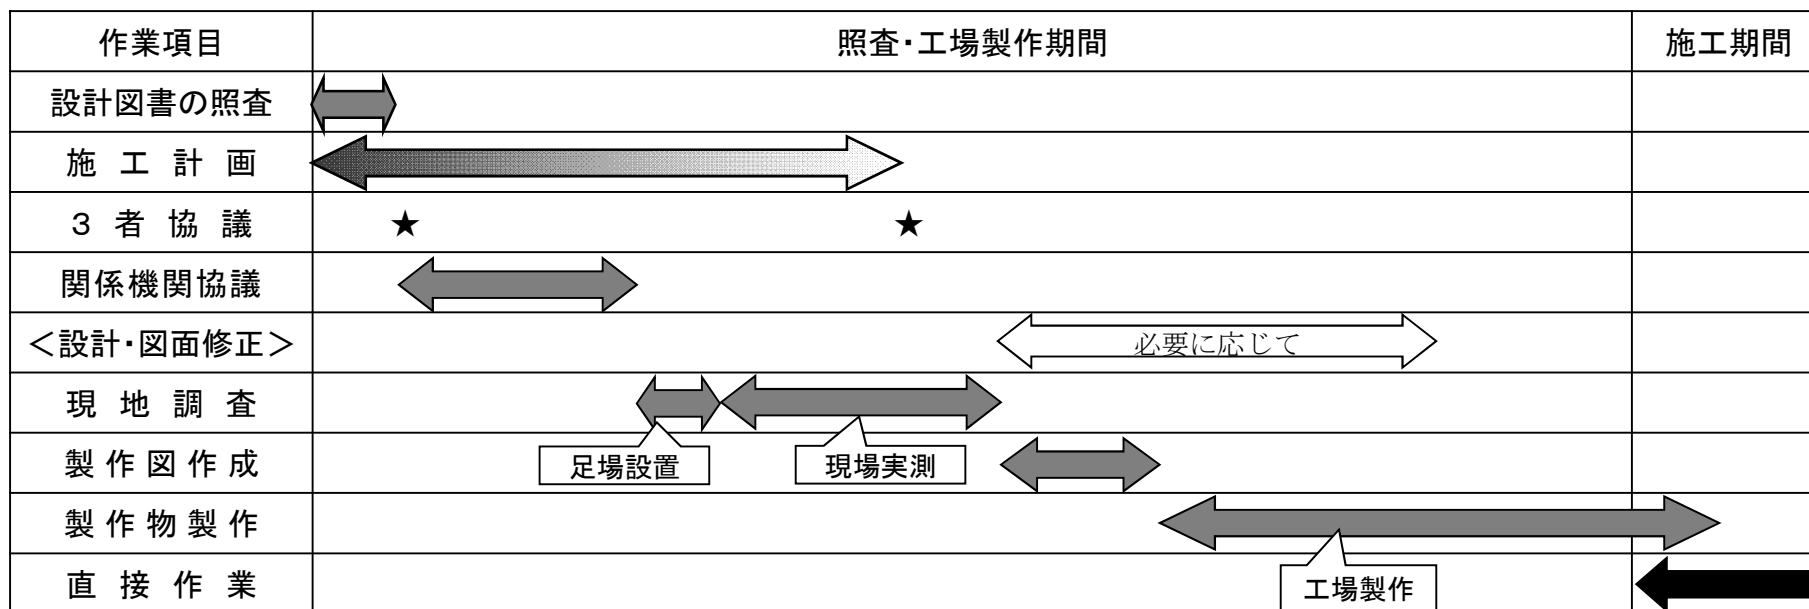 作業項目
照査・工場製作期間
施工期間
設計図書の照査
施工計画
３者協議
★
★
関係機関協議
＜設計・図面修正＞
必要に応じて
現地調査
製作図作成
足場設置
現場実測
製作物製作
直接作業
工場製作